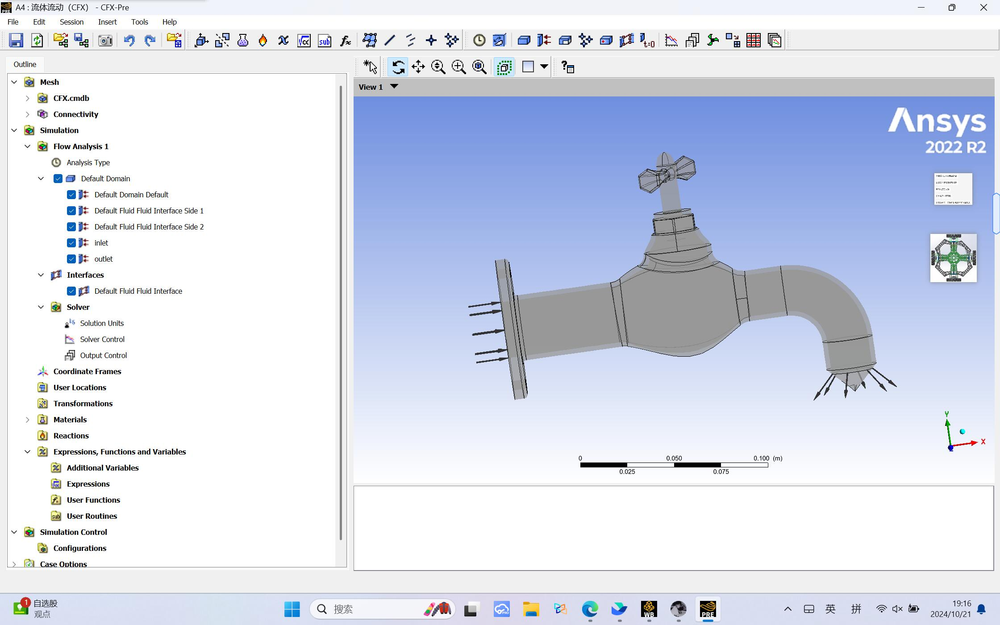 A4 : 流体流动（CFX） - CFX-Pre
File Edit Session Insert Tools Help
Outline
Mesh
CFX.cmdb
Connectivity
Simulation
Flow Analysis 1
Analysis Type
Default Domain
Default Domain Default
Default Fluid Fluid Interface Side 1
Default Fluid Fluid Interface Side 2
inlet
outlet
Interfaces
Default Fluid Fluid Interface
Solver
Solution Units
Solver Control
Output Control
Coordinate Frames
User Locations
Transformations
Materials
Reactions
Expressions, Functions and Variables
Additional Variables
Expressions
User Functions
User Routines
Simulation Control
Configurations
Case Options
View 1
Ansys
2022 R2
Y
X
Z
0 0.050 0.100 (m)
0.025 0.075
1
自选股
观点
搜索
PRO
WB
PRE
英
拼
19:16
2024/10/21